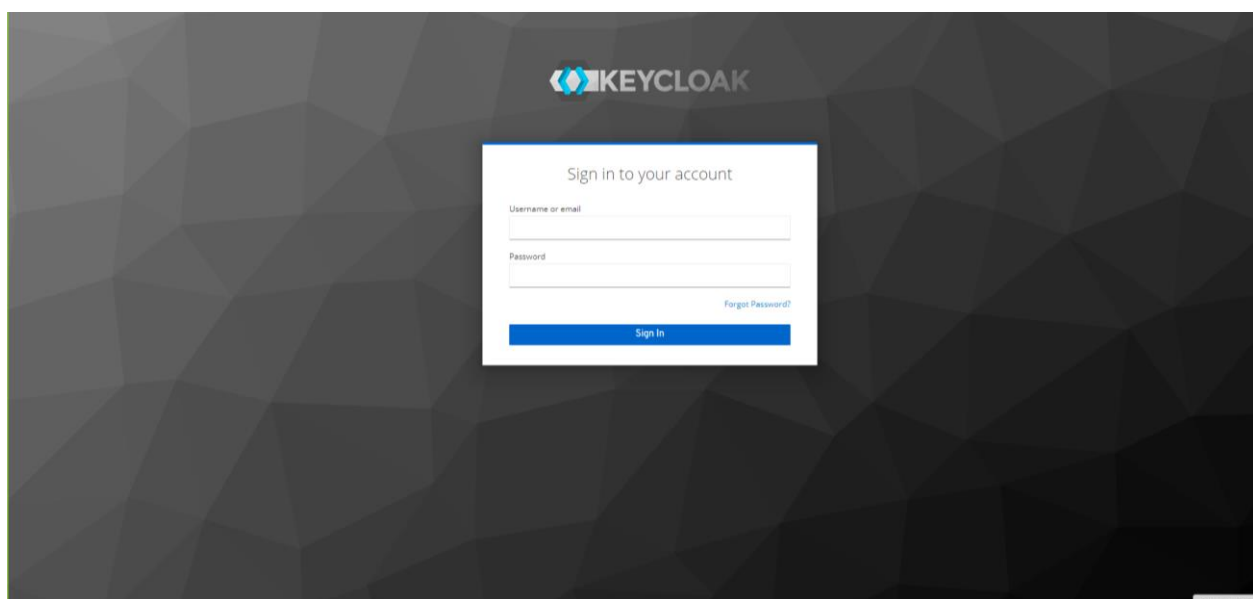 KEYCLOAK
Sign in to your account
Username or email
Password
Forgot Password?
Sign In